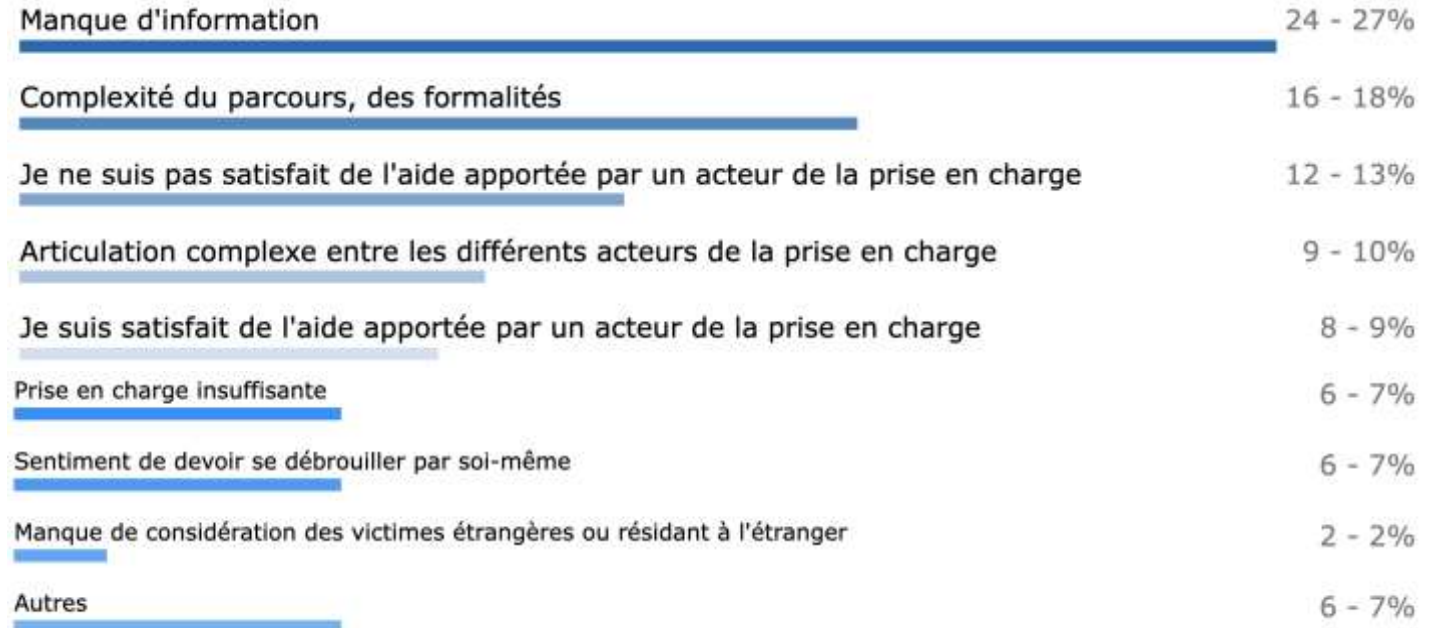 Manque d'information 24 - 27%
Complexité du parcours, des formalités 16 - 18%
Je ne suis pas satisfait de l'aide apportée par un acteur de la prise en charge 12 - 13%
Articulation complexe entre les différents acteurs de la prise en charge 9 - 10%
Je suis satisfait de l'aide apportée par un acteur de la prise en charge 8 - 9%
Prise en charge insuffisante 6 - 7%
Sentiment de devoir se débrouiller par soi-même 6 - 7%
Manque de considération des victimes étrangères ou résidant à l'étranger 2 - 2%
Autres 6 - 7%